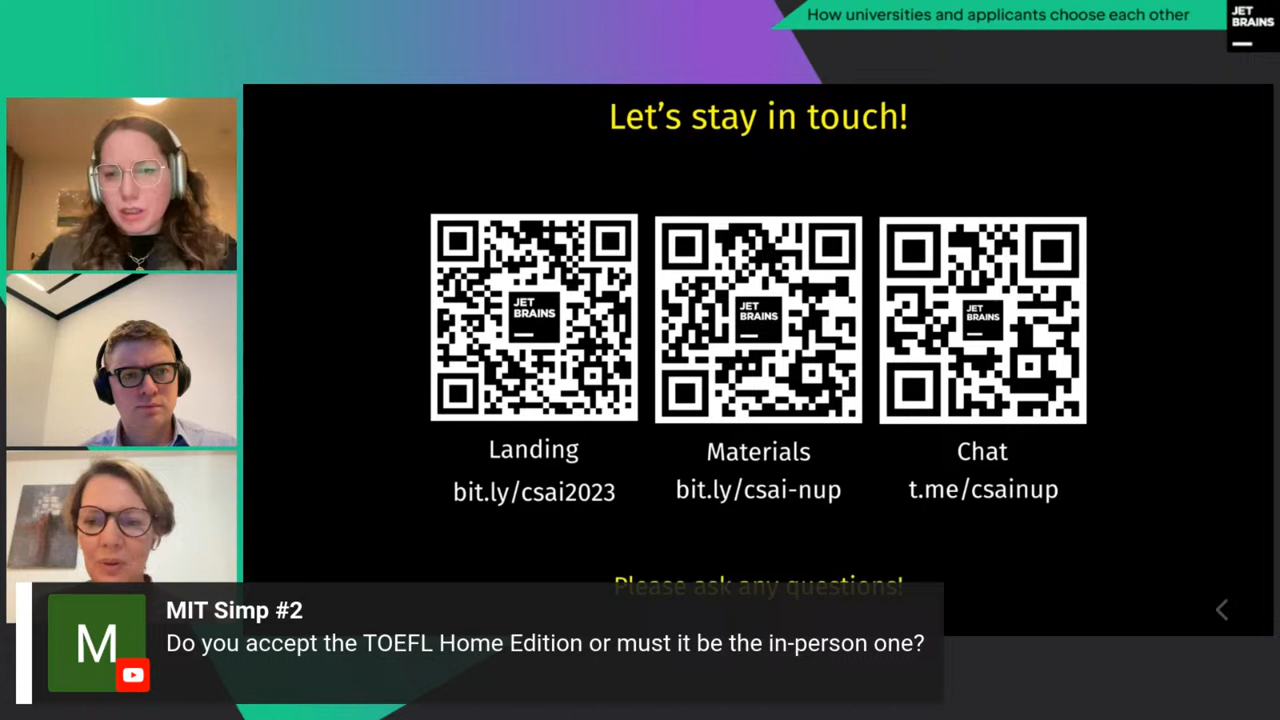 How universities and applicants choose each other
JET
BRAINS
Let's stay in touch!
JET
BRAINS
JET
BRAINS
JET
BRAINS
Landing
Materials
Chat
bit.ly/csai2023
bit.ly/csai-nup
t.me/csainup
Please ask any questions!
M
MIT Simp #2
Do you accept the TOEFL Home Edition or must it be the in-person one?